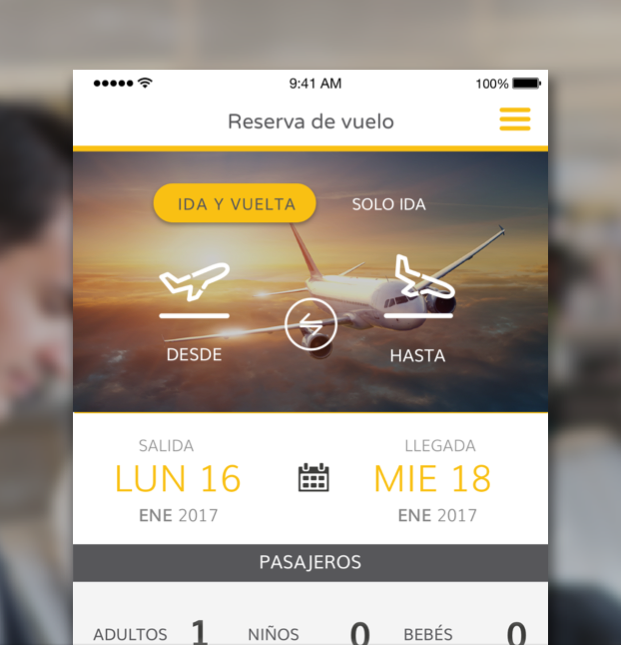 9:41 AM 100%
Reserva de vuelo
IDA Y VUELTA SOLO IDA
DESDE HASTA
SALIDA LLEGADA
LUN 16 MIE 18
ENE 2017 ENE 2017
PASAJEROS
ADULTOS 1 NIÑOS 0 BEBÉS 0